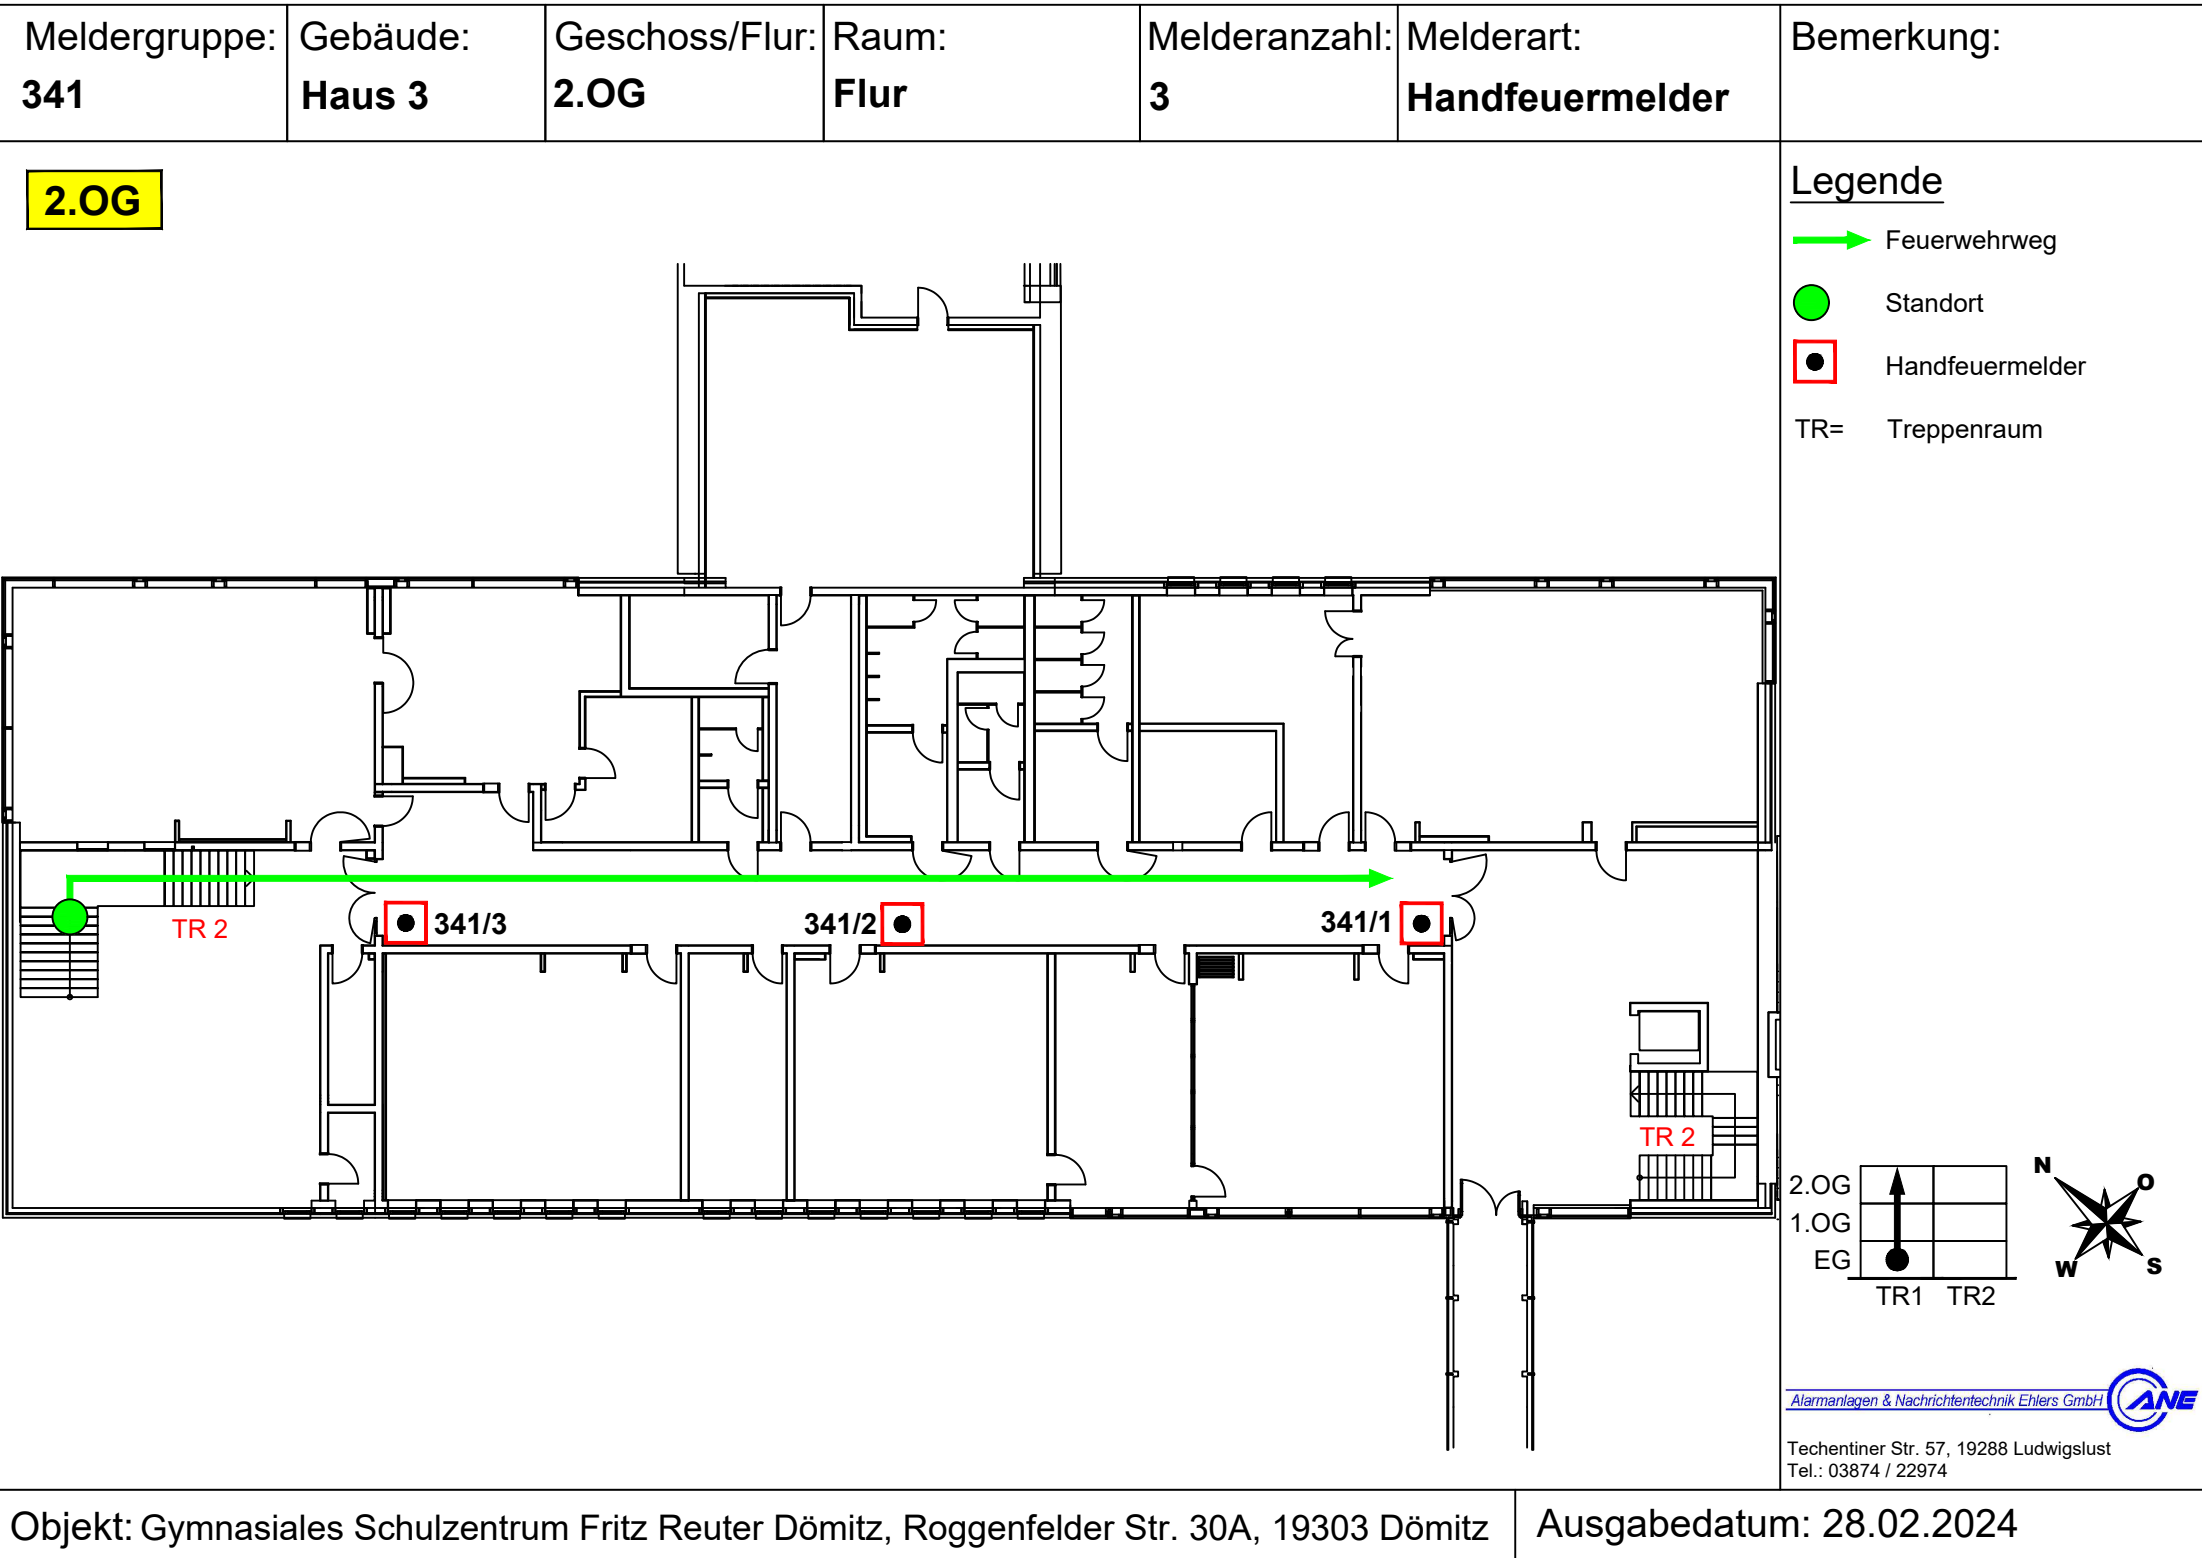 Meldergruppe: Gebäude: Geschoss/Flur: Raum: Melderanzahl: Melderart: Bemerkung:
341 Haus 3 2.OG Flur 3 Handfeuermelder
2.OG
Legende
Feuerwehrweg
Standort
Handfeuermelder
TR= Treppenraum
TR 2
341/3
341/2
341/1
TR 2
2.OG
1.OG
EG
TR1 TR2
N
O
W
S
Alarmanlagen & Nachrichtentechnik Ehlers GmbH
ANE
Techentiner Str. 57, 19288 Ludwigslust
Tel.: 03874 / 22974
Objekt: Gymnasiales Schulzentrum Fritz Reuter Dömitz, Roggenfelder Str. 30A, 19303 Dömitz
Ausgabedatum: 28.02.2024